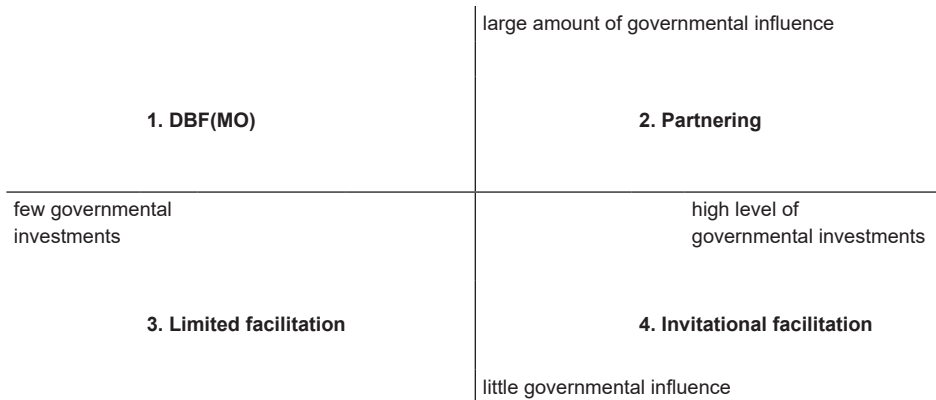 large amount of governmental influence
1. DBF(MO)
2. Partnering
few governmental
investments
high level of
governmental investments
3. Limited facilitation
4. Invitational facilitation
little governmental influence